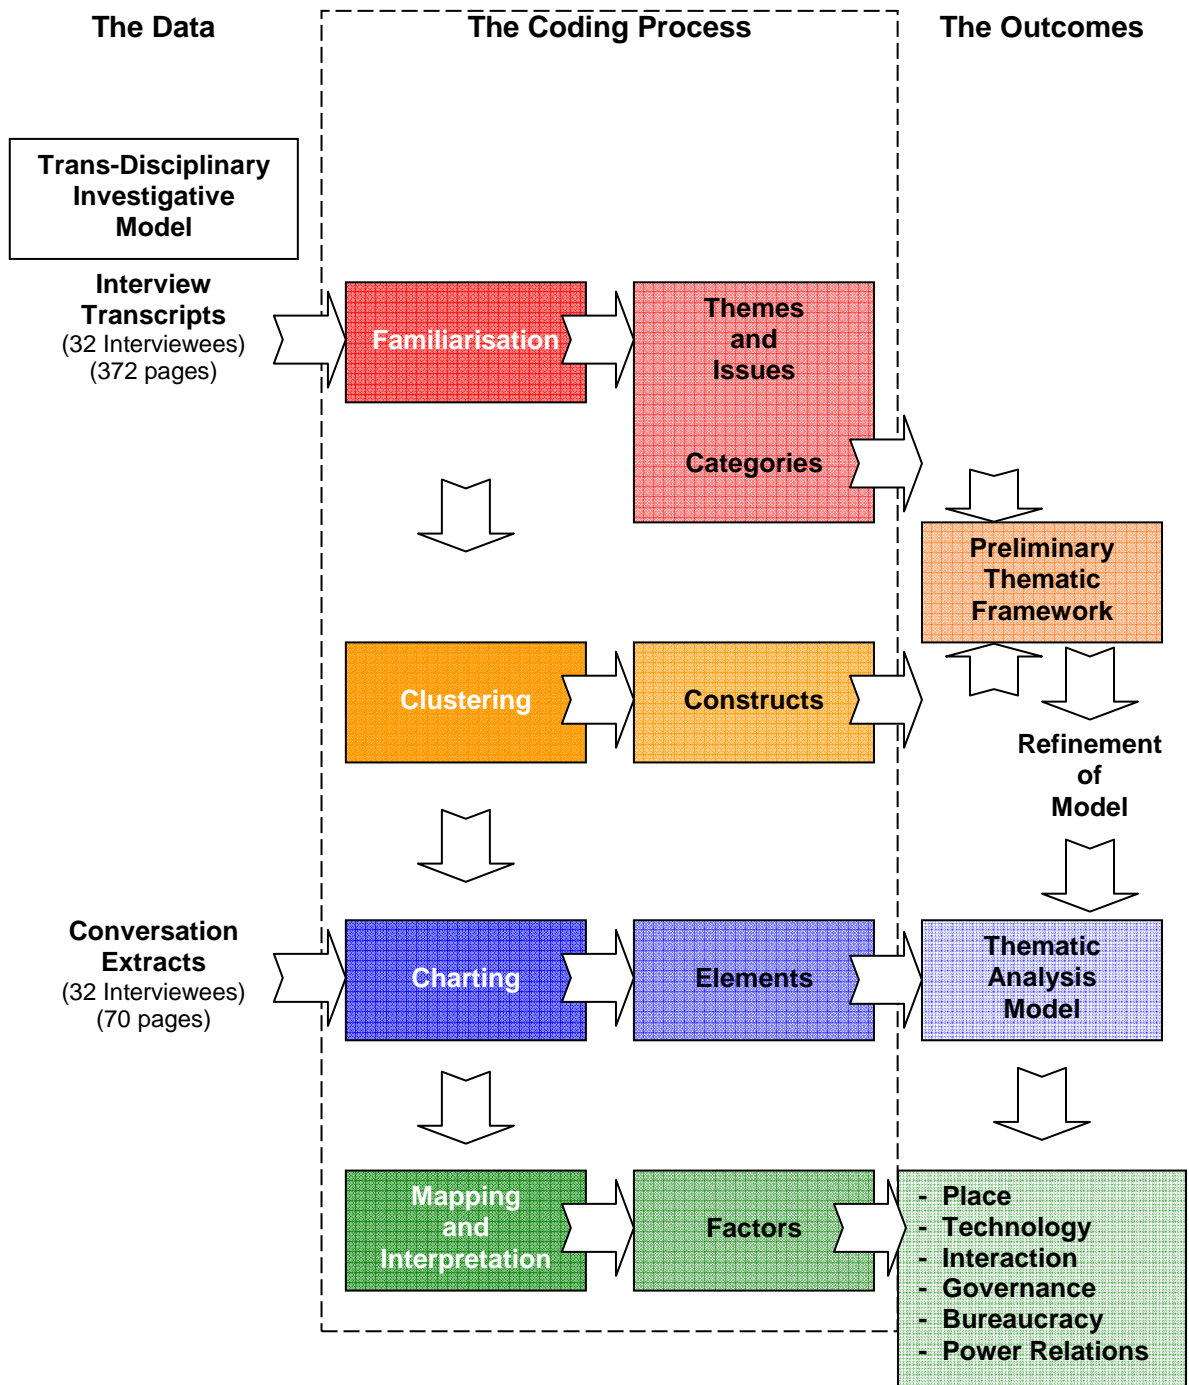 The Data
The Coding Process
The Outcomes
Trans-Disciplinary
Investigative
Model
Interview
Transcripts
(32 Interviewees)
(372 pages)
Familiarisation
Themes
and
Issues
Categories
Preliminary
Thematic
Framework
Clustering
Constructs
Refinement
of
Model
Conversation
Extracts
(32 Interviewees)
(70 pages)
Charting
Elements
Thematic
Analysis
Model
Mapping
and
Interpretation
Factors
- Place
- Technology
- Interaction
- Governance
- Bureaucracy
- Power Relations